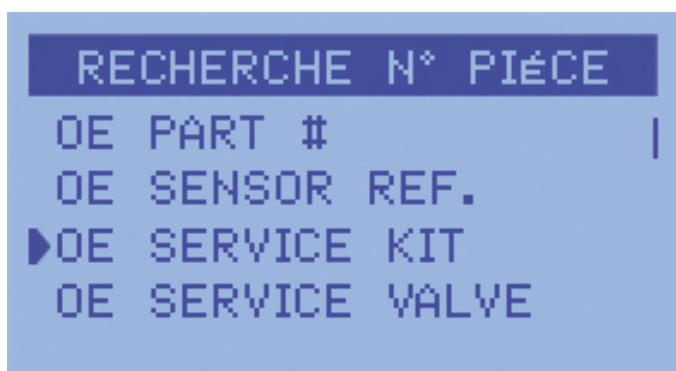 RECHERCHE N° PIéCE
OE PART #
OE SENSOR REF.
OE SERVICE KIT
OE SERVICE VALVE